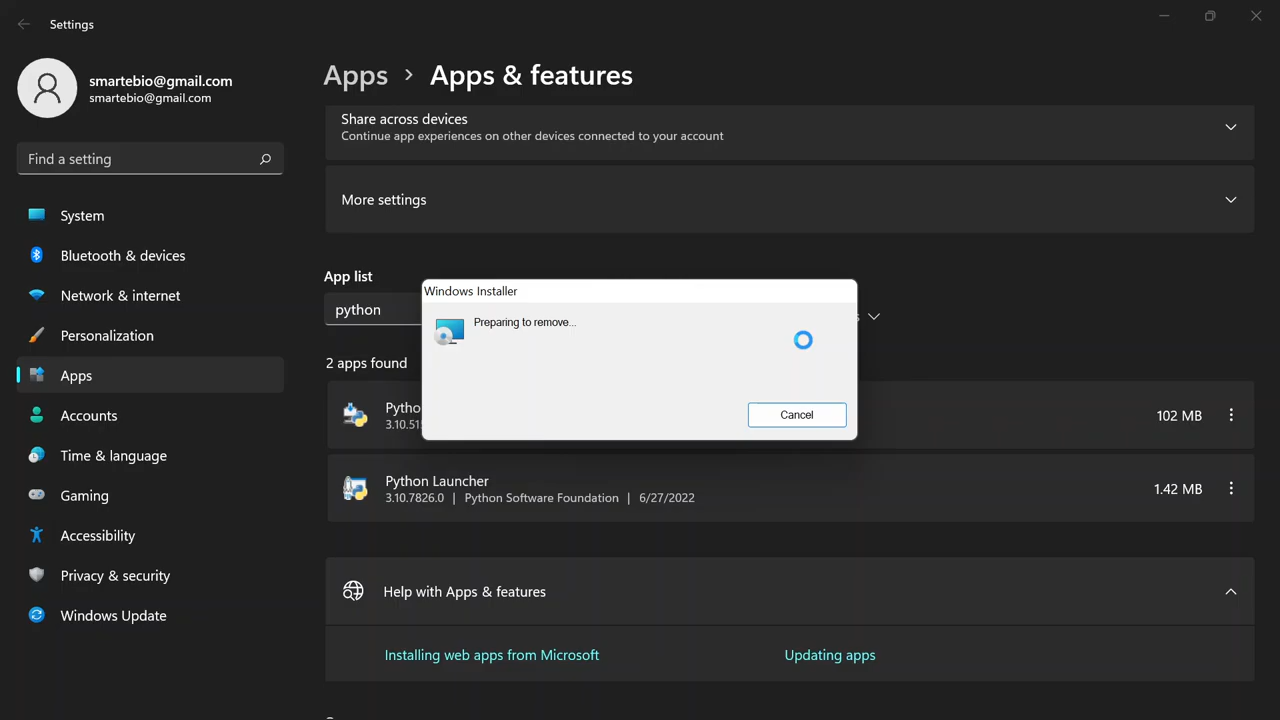 Settings
smartebio@gmail.com
smartebio@gmail.com
Find a setting
System
Bluetooth & devices
Network & internet
Personalization
Apps
Accounts
Time & language
Gaming
Accessibility
Privacy & security
Windows Update
Apps > Apps & features
Share across devices
Continue app experiences on other devices connected to your account
More settings
App list
python
2 apps found
Windows Installer
Preparing to remove...
Cancel
Pytho
3.10.51
102 MB
Python Launcher
3.10.7826.0 | Python Software Foundation | 6/27/2022
1.42 MB
Help with Apps & features
Installing web apps from Microsoft
Updating apps